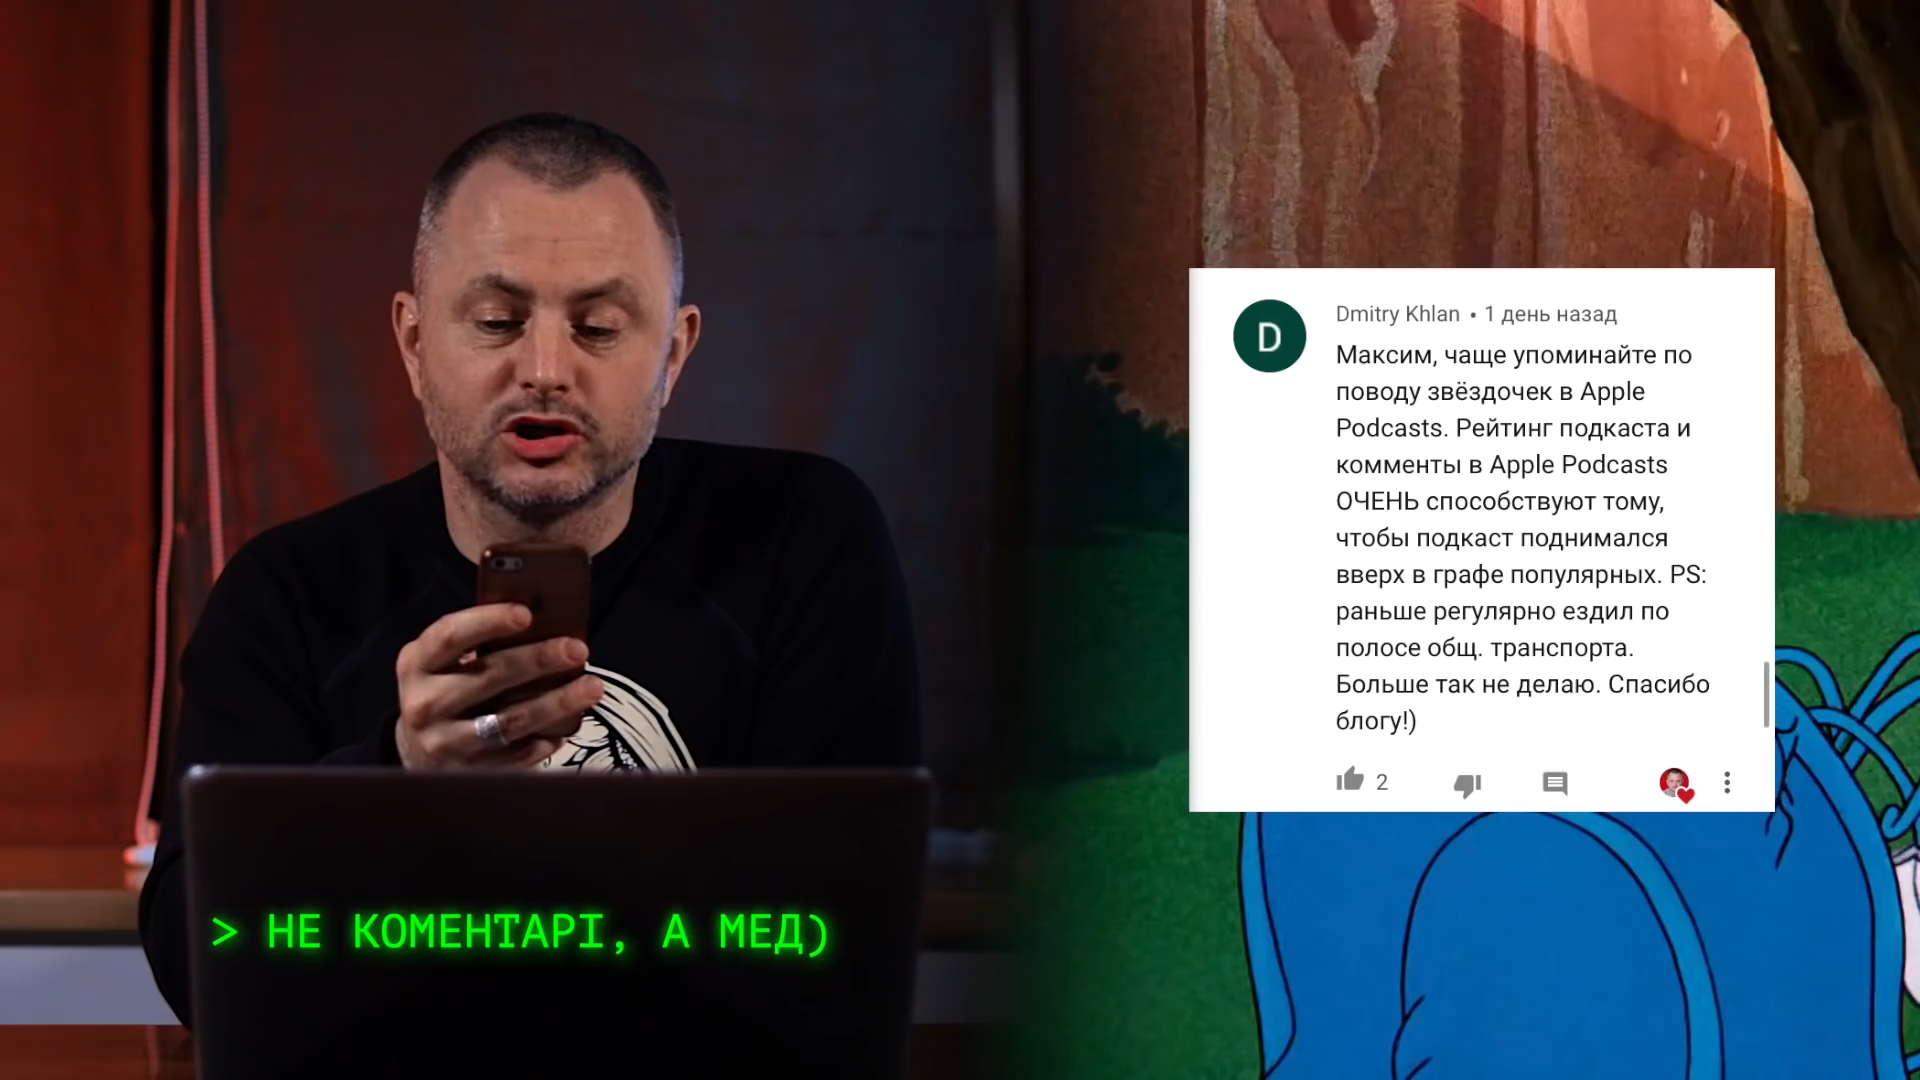 > НЕ КОМЕНТАРІ, А МЕД)
D
Dmitry Khlan • 1 день назад
Максим, чаще упоминайте по
поводу звёздочек в Apple
Podcasts. Рейтинг подкаста и
комменты в Apple Podcasts
ОЧЕНЬ способствуют тому,
чтобы подкаст поднимался
вверх в графе популярных. PS:
раньше регулярно ездил по
полосе общ. транспорта.
Больше так не делаю. Спасибо
блогу!)
2